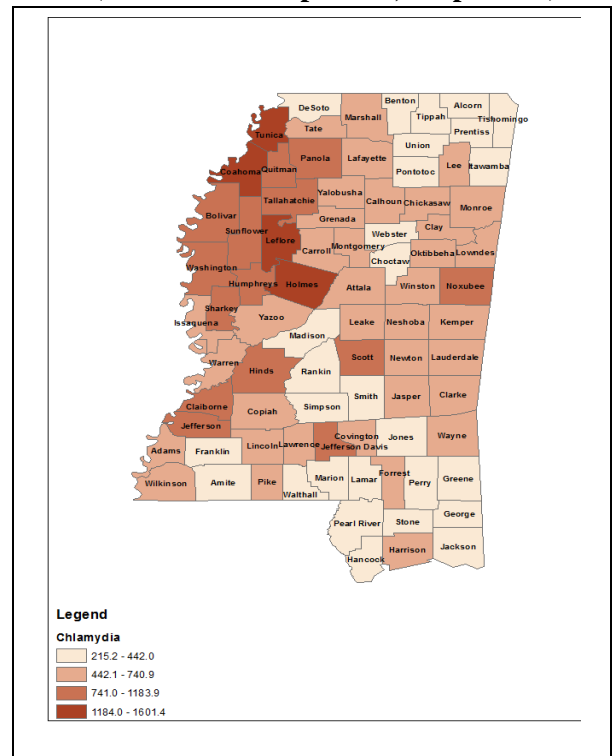 DeSoto
Benton
Alcorn
Marshall
Tippah
Tishomingo
Tunica
Tate
Prentiss
Union
Panola
Lafayette
Lee
Itawamba
Coahoma
Quitman
Pontotoc
Tallahatchie
Yalobusha
Calhoun
Chickasaw
Monroe
Bolivar
Grenada
Sunflower
Leflore
Webster
Clay
Carroll
Montgomery
Choctaw
Oktibbeha
Lowndes
Washington
Humphreys
Holmes
Attala
Winston
Noxubee
Sharkey
Issaquena
Yazoo
Leake
Neshoba
Kemper
Madison
Warren
Hinds
Rankin
Scott
Newton
Lauderdale
Claiborne
Copiah
Simpson
Smith
Jasper
Clarke
Jefferson
Adams
Franklin
Lincoln
Lawrence
Jefferson Davis
Covington
Jones
Wayne
Wilkinson
Amite
Pike
Walthall
Marion
Lamar
Forrest
Perry
Greene
Pearl River
Stone
George
Hancock
Harrison
Jackson
Legend
Chlamydia
215.2 - 442.0
442.1 - 740.9
741.0 - 1183.9
1184.0 - 1601.4